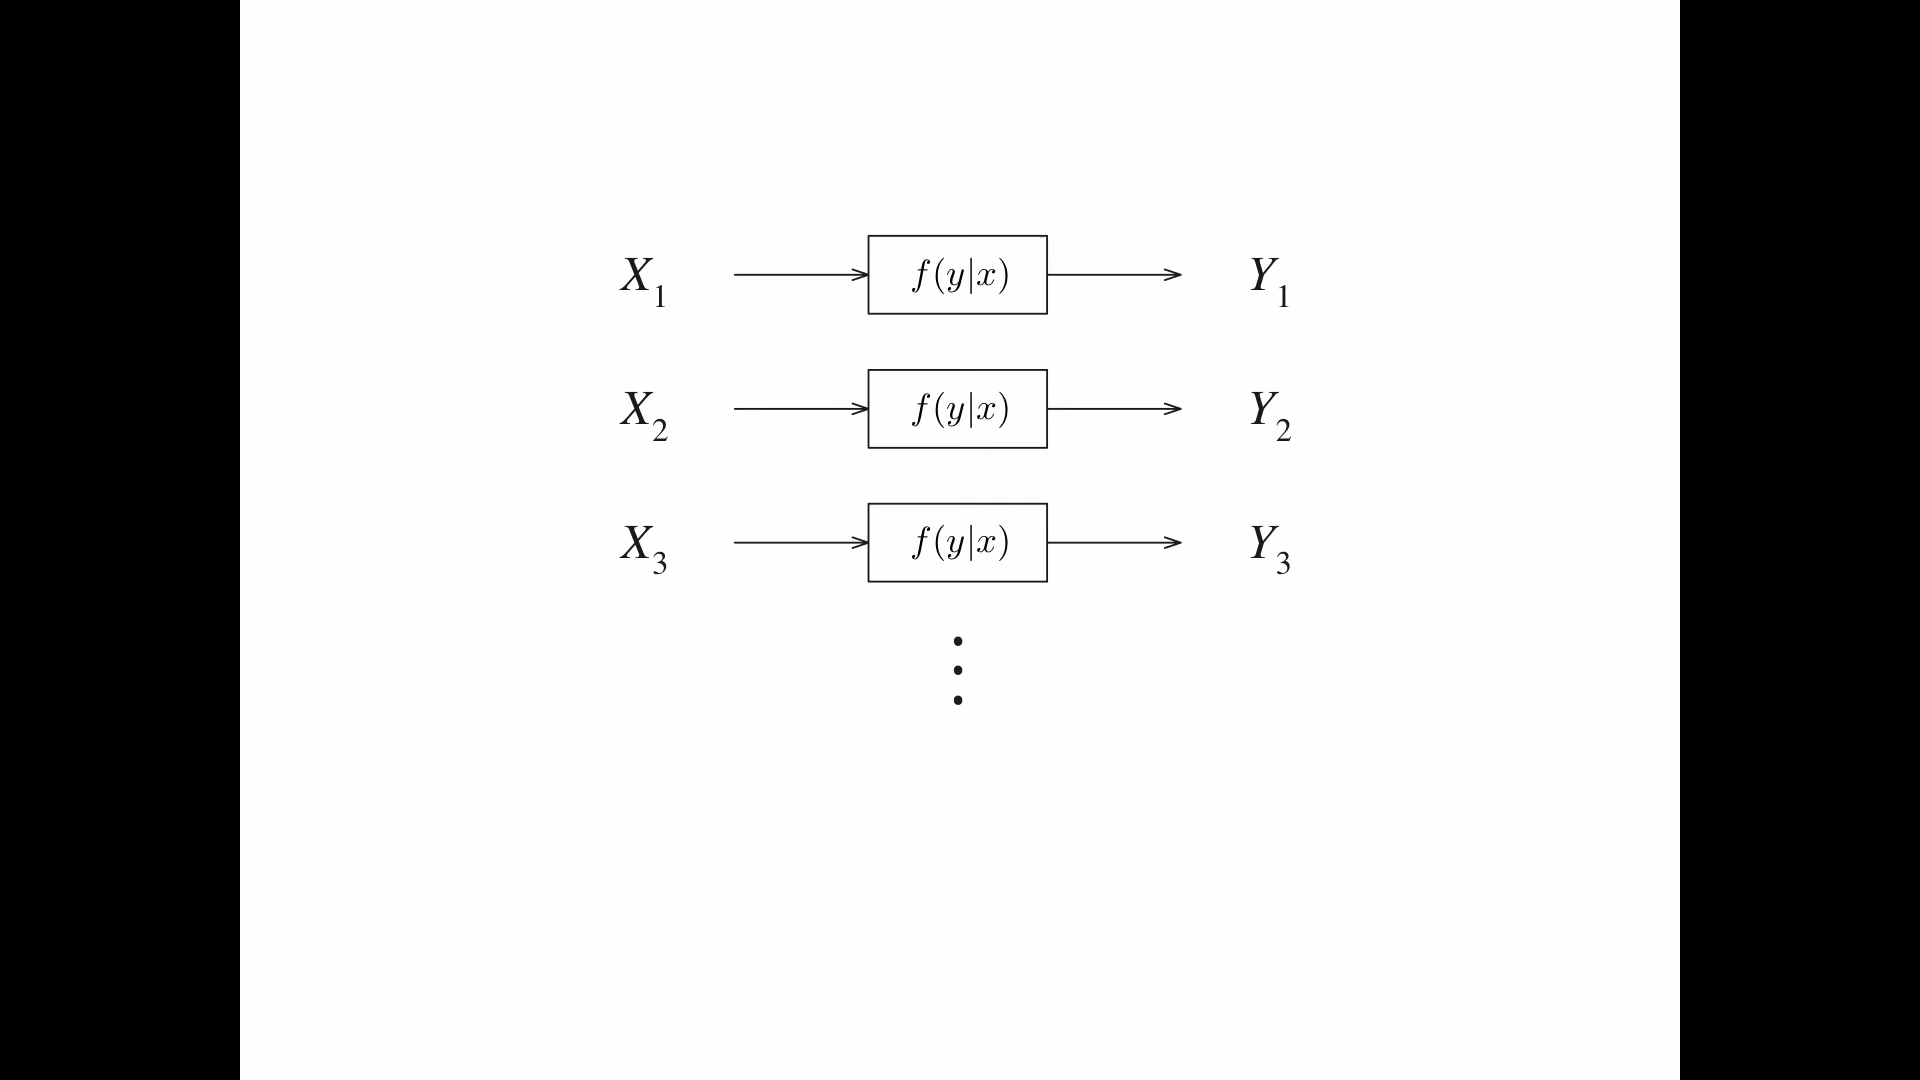 X₁ f(y|x) Y₁
X₂ f(y|x) Y₂
X₃ f(y|x) Y₃